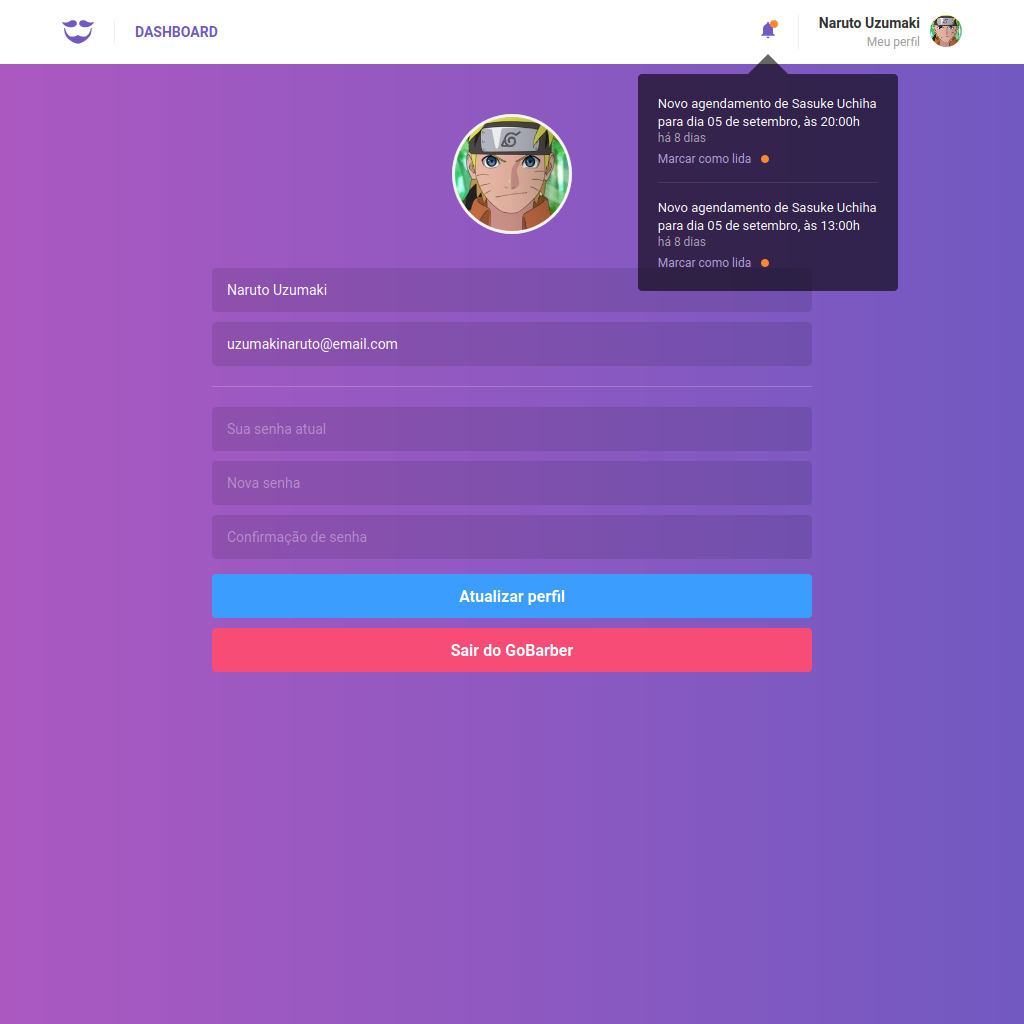 DASHBOARD
Naruto Uzumaki
Meu perfil
Novo agendamento de Sasuke Uchiha
para dia 05 de setembro, às 20:00h
há 8 dias
Marcar como lida
Novo agendamento de Sasuke Uchiha
para dia 05 de setembro, às 13:00h
há 8 dias
Marcar como lida
Naruto Uzumaki
uzumakinaruto@email.com
Sua senha atual
Nova senha
Confirmação de senha
Atualizar perfil
Sair do GoBarber